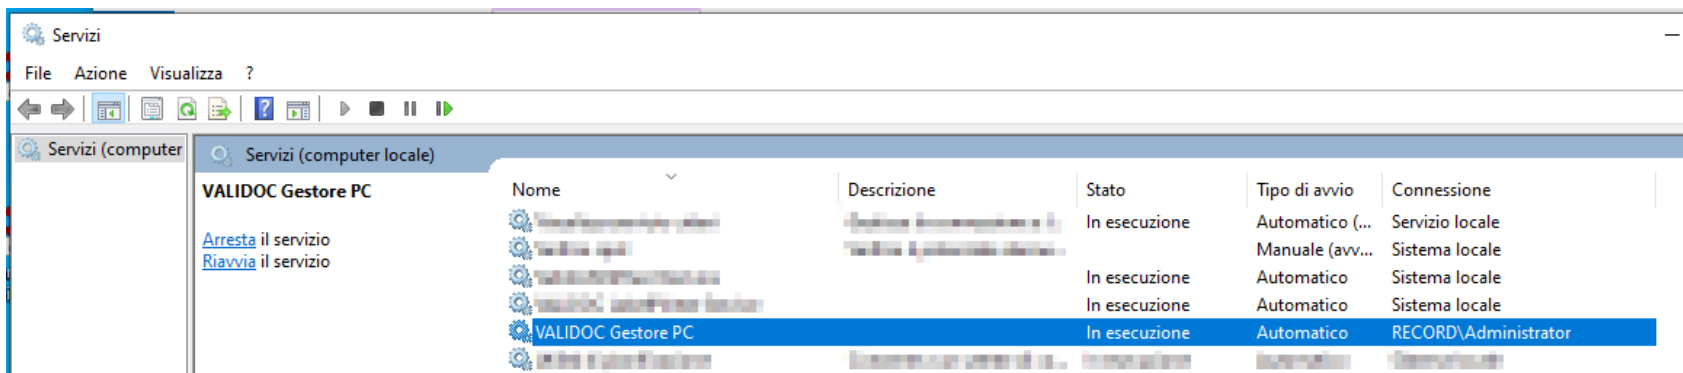 Servizi
File Azione Visualizza ?
Servizi (computer
Servizi (computer locale)
VALIDOC Gestore PC
Arresta il servizio
Riavvia il servizio
Nome Descrizione Stato Tipo di avvio Connessione
In esecuzione Automatico (... Servizio locale
Manuale (avv... Sistema locale
In esecuzione Automatico Sistema locale
In esecuzione Automatico Sistema locale
VALIDOC Gestore PC In esecuzione Automatico RECORD\Administrator